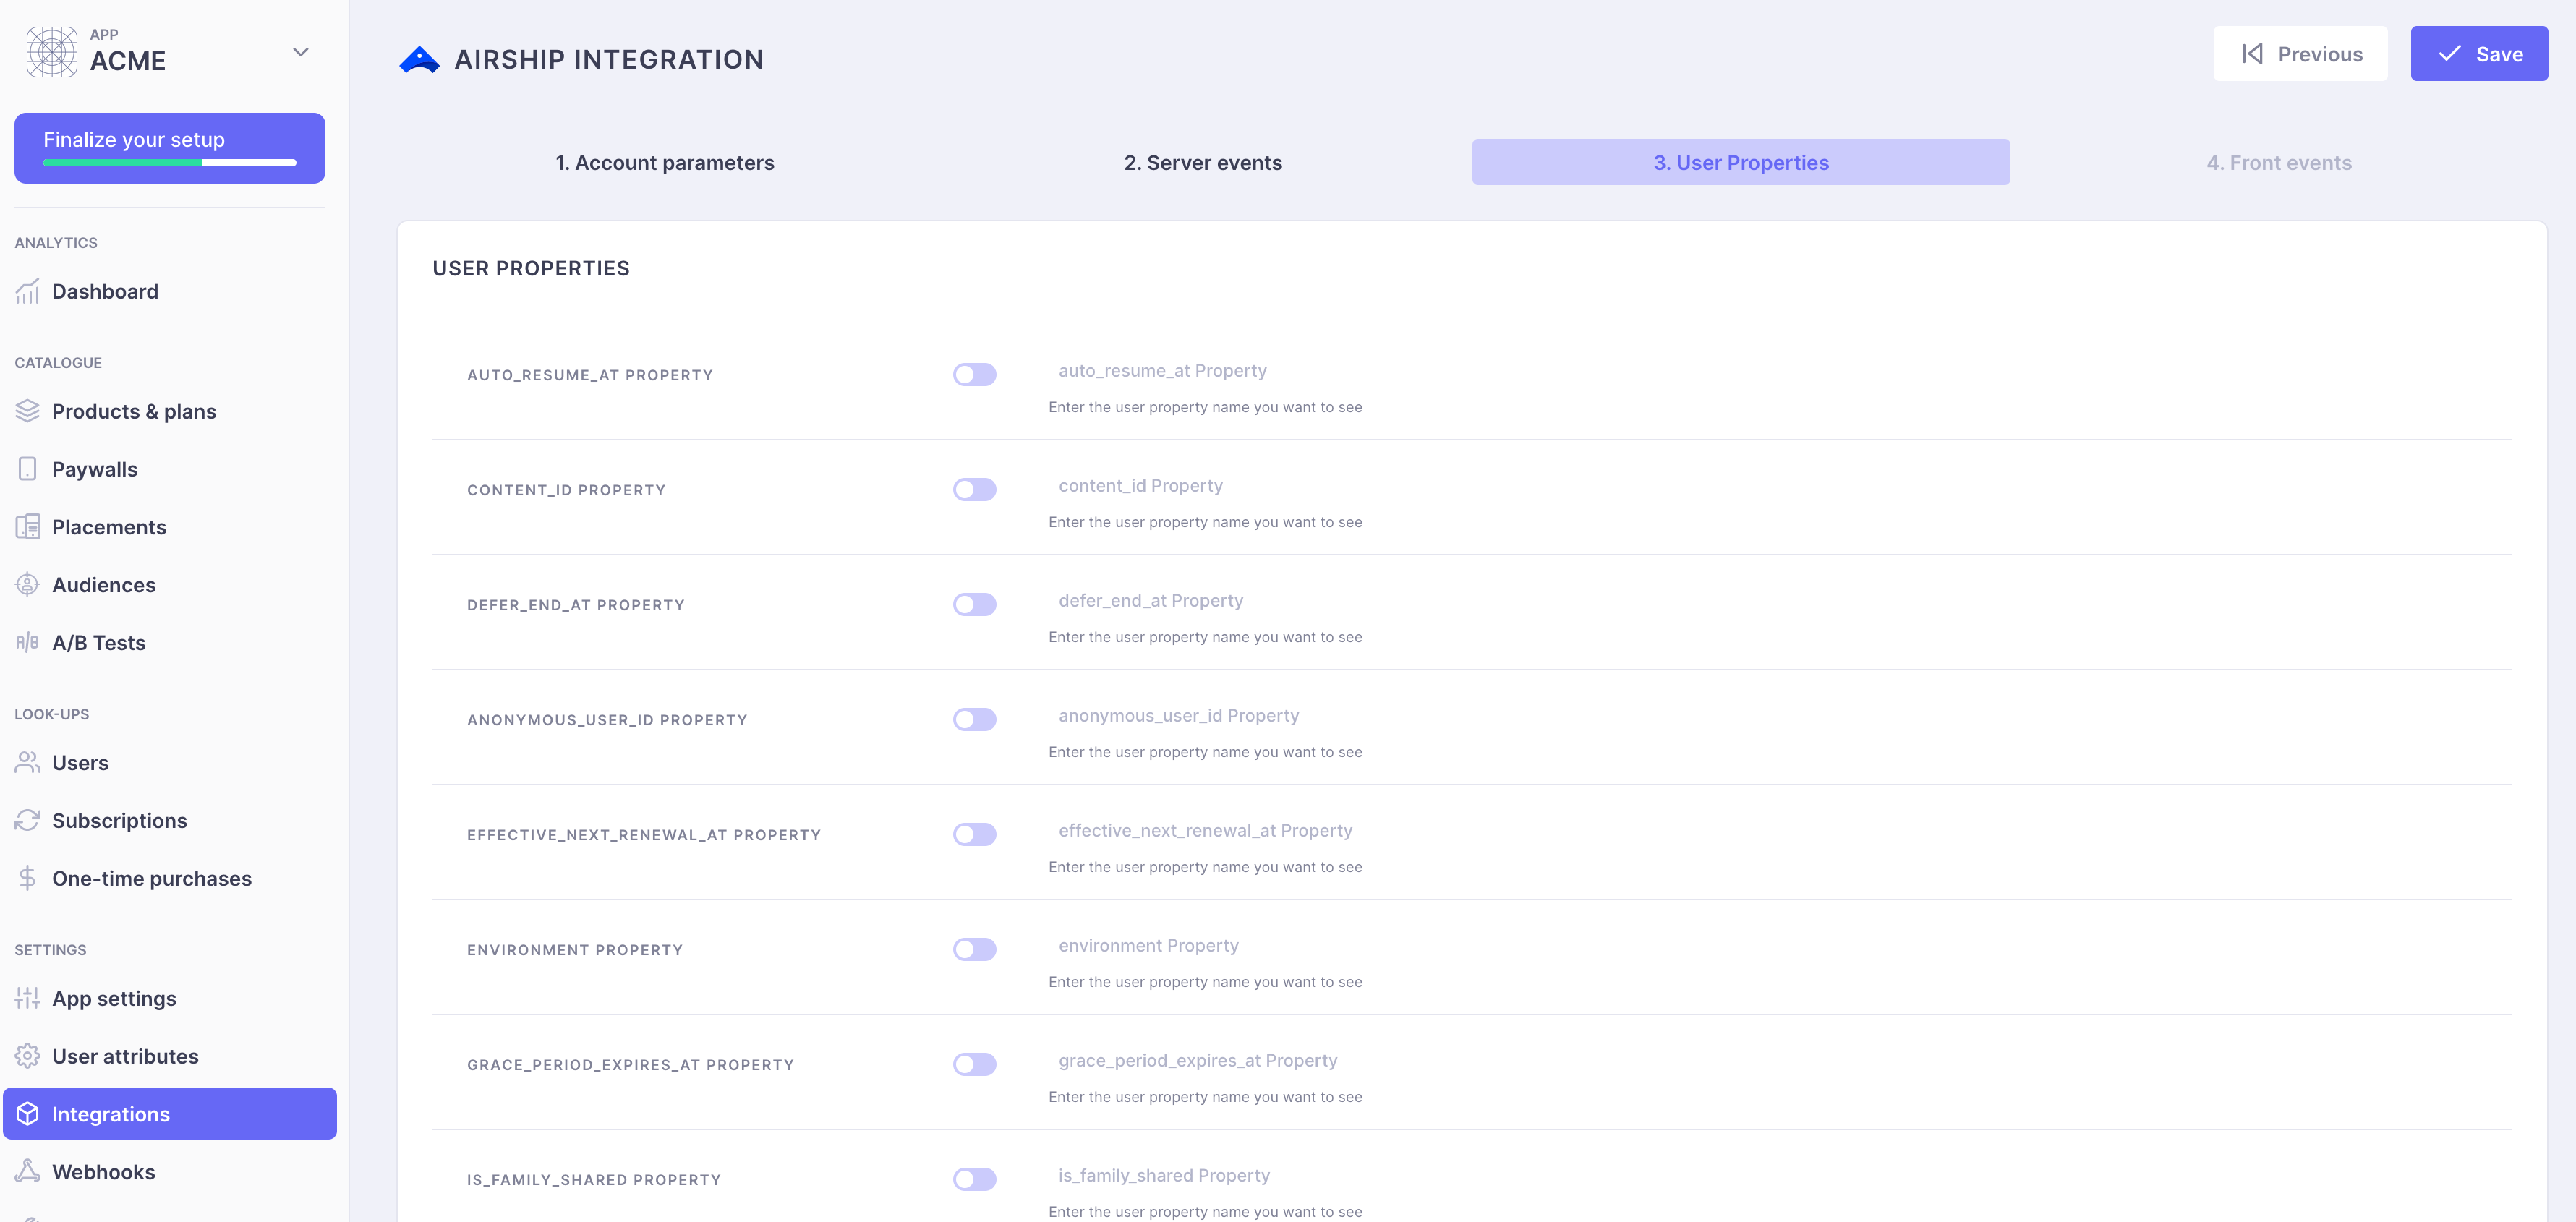 APP
ACME
Finalize your setup
ANALYTICS
Dashboard
CATALOGUE
Products & plans
Paywalls
Placements
Audiences
A/B Tests
LOOK-UPS
Users
Subscriptions
One-time purchases
SETTINGS
App settings
User attributes
Integrations
Webhooks
AIRSHIP INTEGRATION
Previous
Save
1. Account parameters
2. Server events
3. User Properties
4. Front events
USER PROPERTIES
AUTO_RESUME_AT PROPERTY
auto_resume_at Property
Enter the user property name you want to see
CONTENT_ID PROPERTY
content_id Property
Enter the user property name you want to see
DEFER_END_AT PROPERTY
defer_end_at Property
Enter the user property name you want to see
ANONYMOUS_USER_ID PROPERTY
anonymous_user_id Property
Enter the user property name you want to see
EFFECTIVE_NEXT_RENEWAL_AT PROPERTY
effective_next_renewal_at Property
Enter the user property name you want to see
ENVIRONMENT PROPERTY
environment Property
Enter the user property name you want to see
GRACE_PERIOD_EXPIRES_AT PROPERTY
grace_period_expires_at Property
Enter the user property name you want to see
IS_FAMILY_SHARED PROPERTY
is_family_shared Property
Enter the user property name you want to see